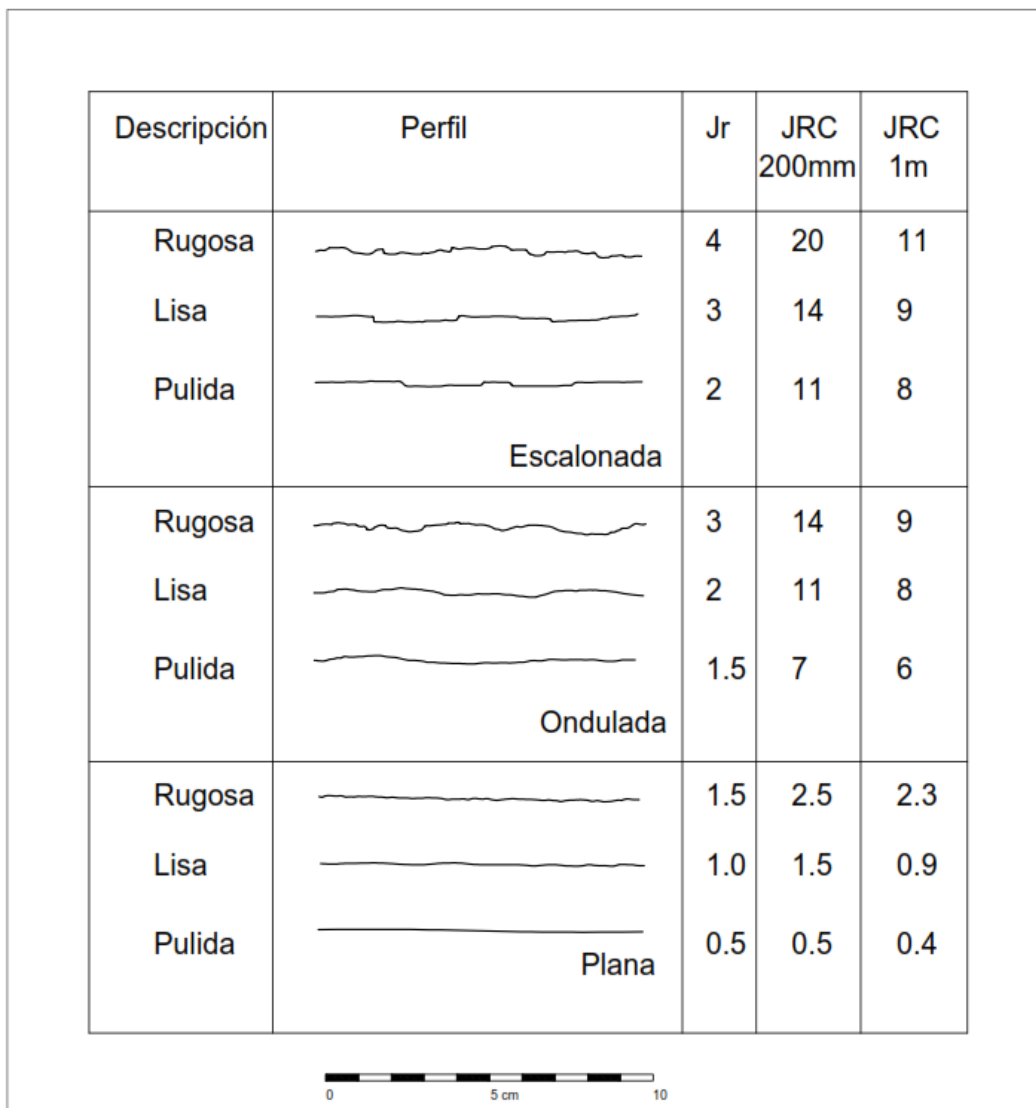 Descripción Perfil Jr JRC 200mm JRC 1m
Rugosa 4 20 11
Lisa 3 14 9
Pulida 2 11 8
Escalonada
Rugosa 3 14 9
Lisa 2 11 8
Pulida 1.5 7 6
Ondulada
Rugosa 1.5 2.5 2.3
Lisa 1.0 1.5 0.9
Pulida 0.5 0.5 0.4
Plana
0 5 cm 10